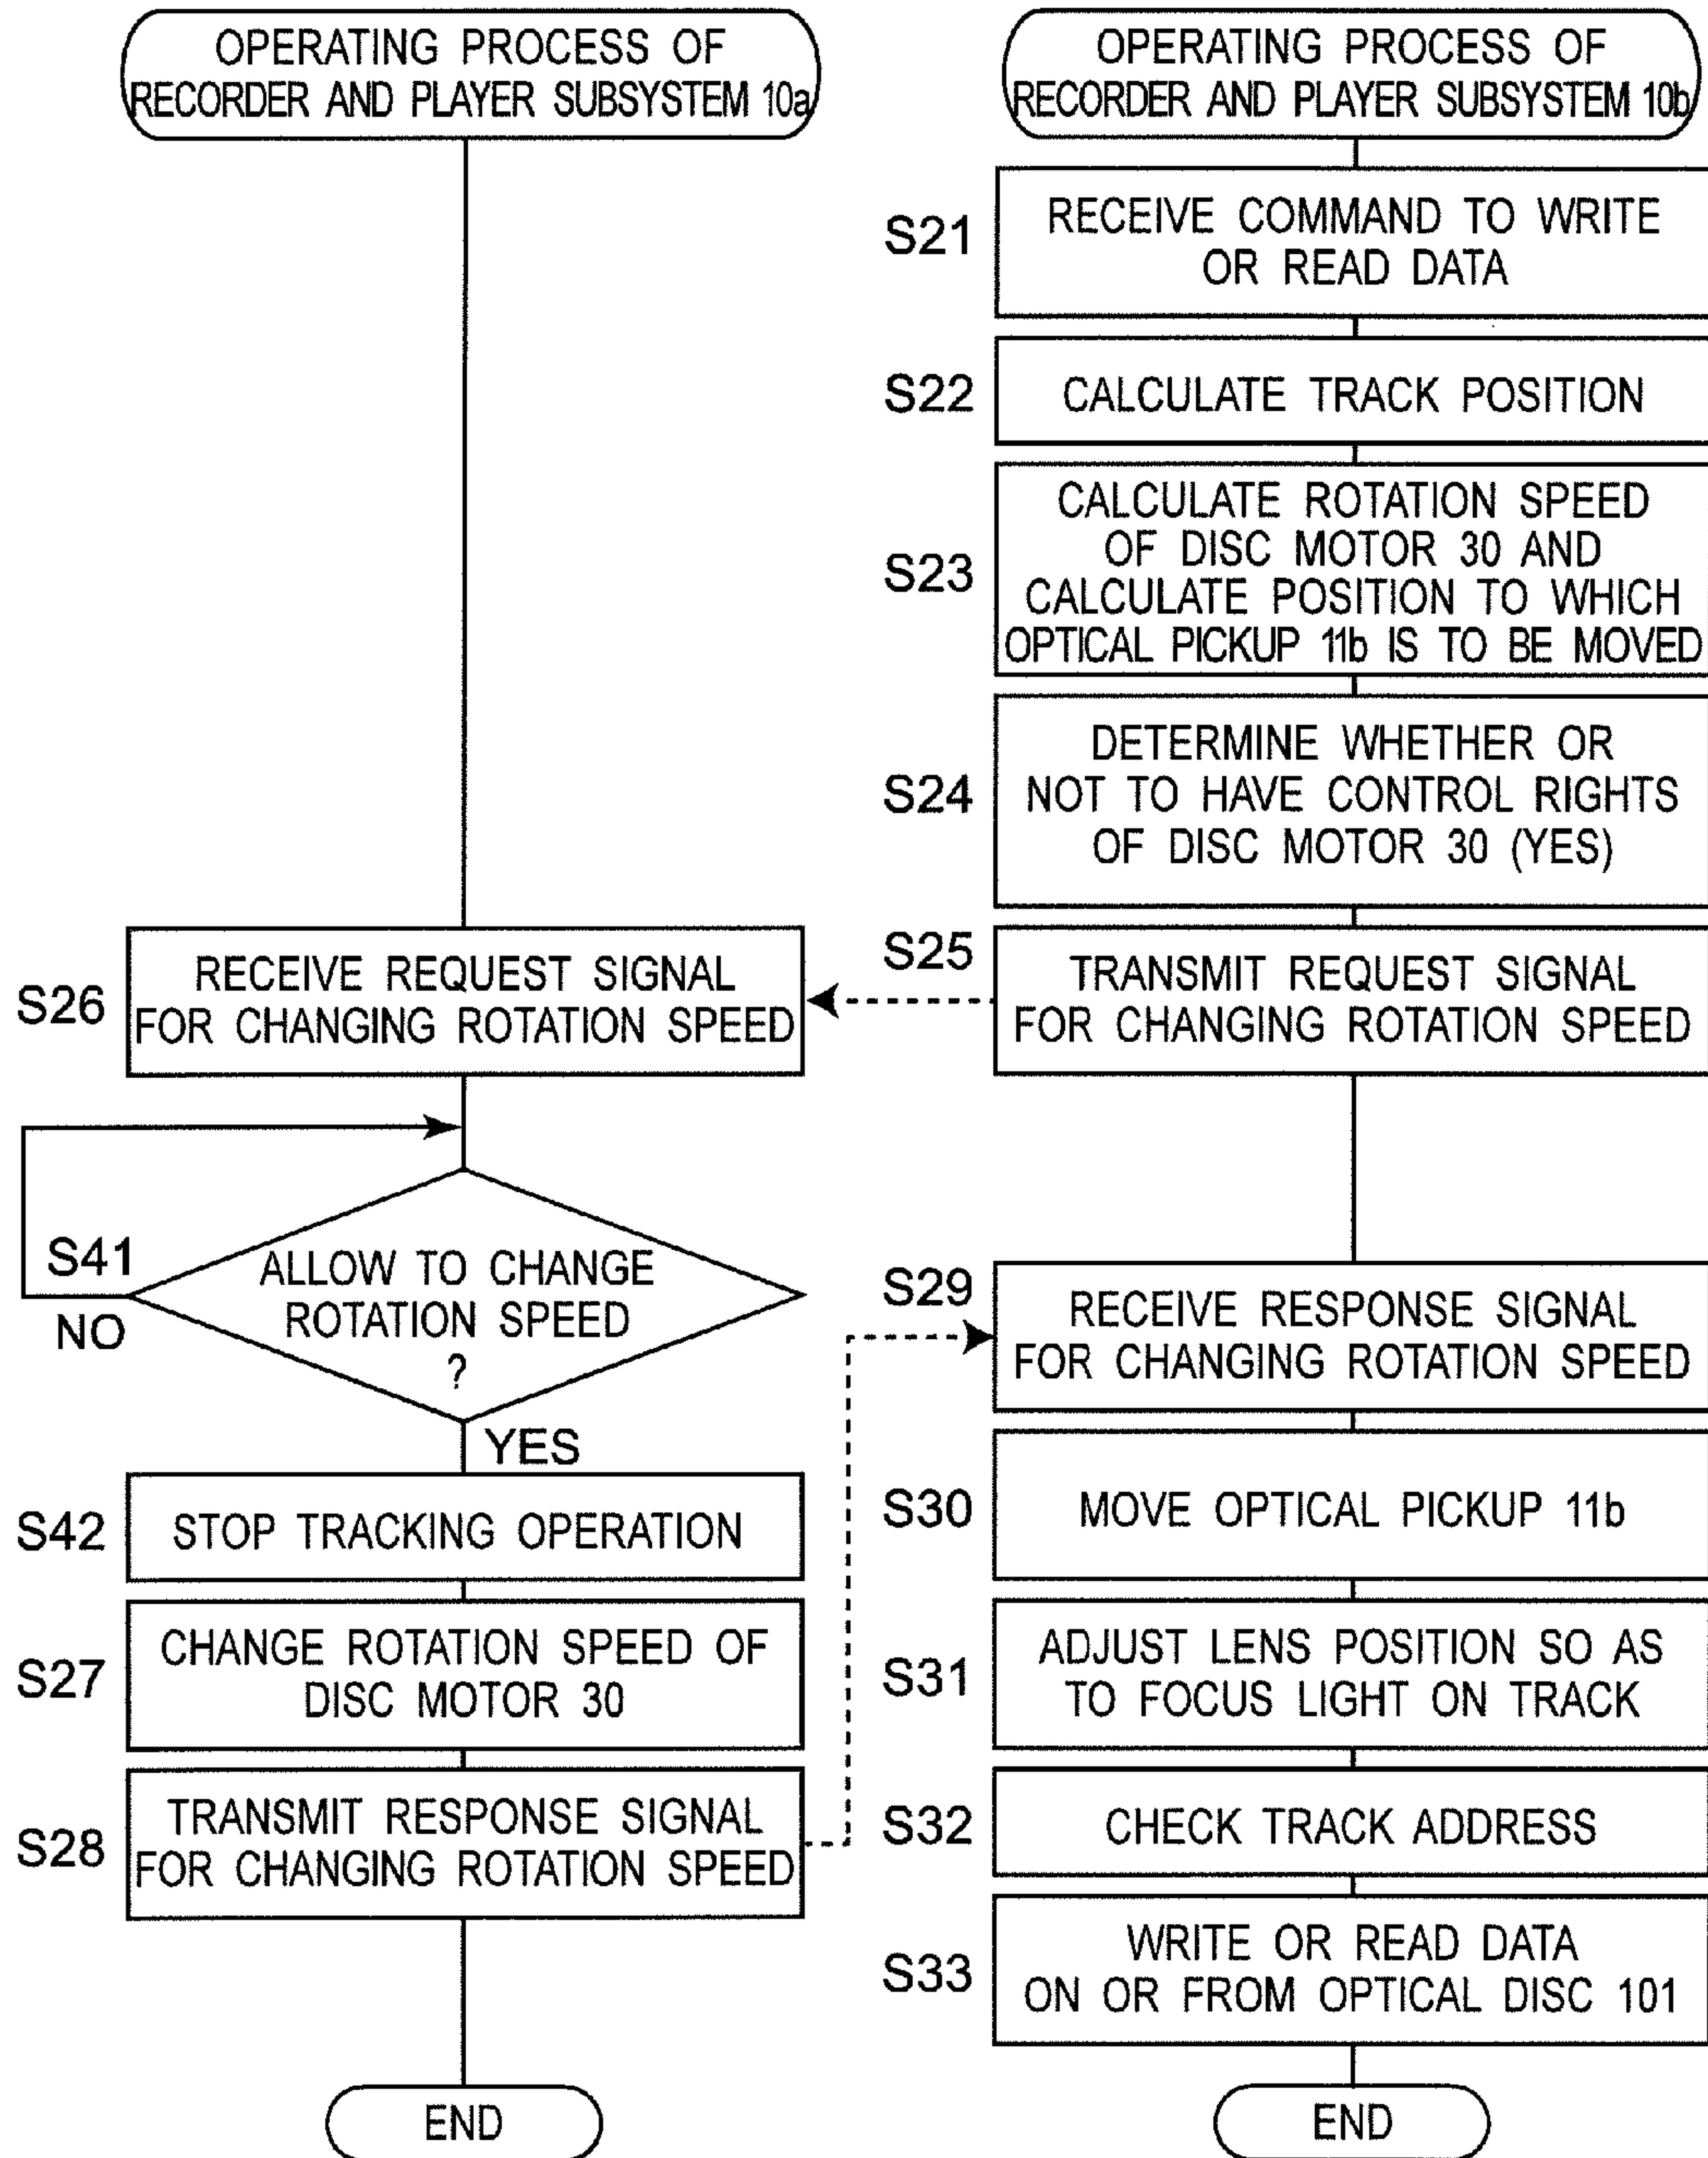 OPERATING PROCESS OF
RECORDER AND PLAYER SUBSYSTEM 10a
S26
RECEIVE REQUEST SIGNAL
FOR CHANGING ROTATION SPEED
S41
NO
ALLOW TO CHANGE
ROTATION SPEED
?
YES
S42
STOP TRACKING OPERATION
S27
CHANGE ROTATION SPEED OF
DISC MOTOR 30
S28
TRANSMIT RESPONSE SIGNAL
FOR CHANGING ROTATION SPEED
END
OPERATING PROCESS OF
RECORDER AND PLAYER SUBSYSTEM 10b
S21
RECEIVE COMMAND TO WRITE
OR READ DATA
S22
CALCULATE TRACK POSITION
S23
CALCULATE ROTATION SPEED
OF DISC MOTOR 30 AND
CALCULATE POSITION TO WHICH
OPTICAL PICKUP 11b IS TO BE MOVED
S24
DETERMINE WHETHER OR
NOT TO HAVE CONTROL RIGHTS
OF DISC MOTOR 30 (YES)
S25
TRANSMIT REQUEST SIGNAL
FOR CHANGING ROTATION SPEED
S29
RECEIVE RESPONSE SIGNAL
FOR CHANGING ROTATION SPEED
S30
MOVE OPTICAL PICKUP 11b
S31
ADJUST LENS POSITION SO AS
TO FOCUS LIGHT ON TRACK
S32
CHECK TRACK ADDRESS
S33
WRITE OR READ DATA
ON OR FROM OPTICAL DISC 101
END